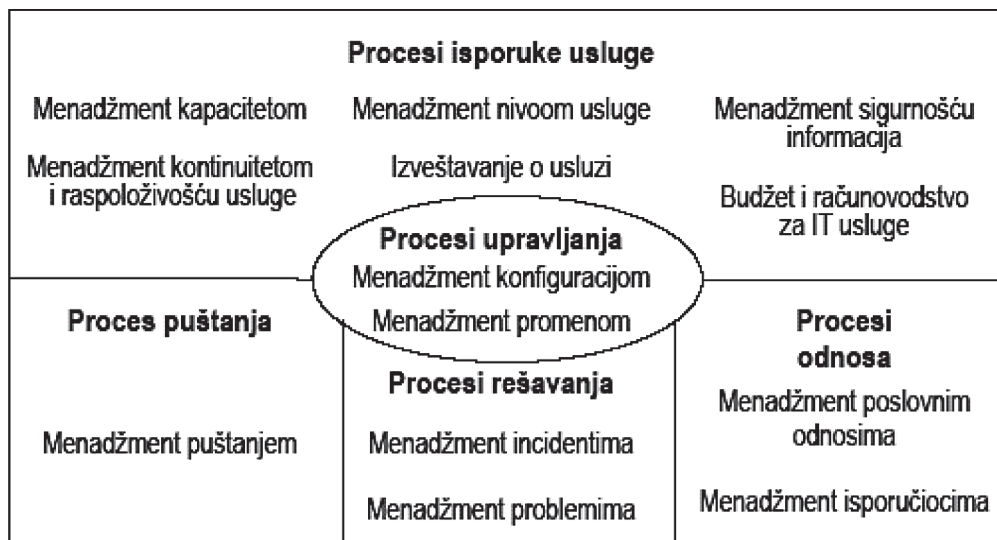 Procesi isporuke usluge
Menadžment kapacitetom
Menadžment kontinuitetom
i raspoloživošću usluge
Menadžment nivoom usluge
Izveštavanje o usluzi
Menadžment sigurnošću
informacija
Budžet i računovodstvo
za IT usluge
Procesi upravljanja
Menadžment konfiguracijom
Menadžment promenom
Proces puštanja
Menadžment puštanjem
Procesi rešavanja
Menadžment incidentima
Menadžment problemima
Procesi
odnosa
Menadžment poslovnim
odnosima
Menadžment isporučiocima